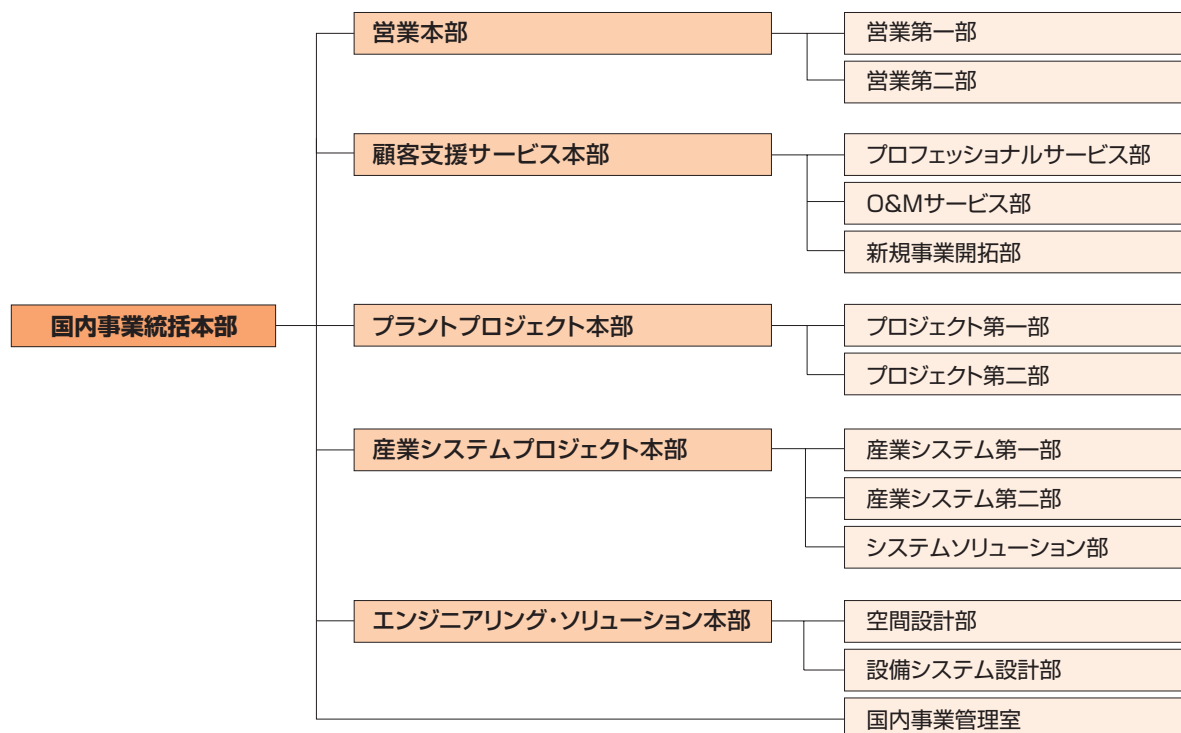 営業本部
営業第一部
営業第二部
顧客支援サービス本部
プロフェッショナルサービス部
O&Mサービス部
新規事業開拓部
国内事業統括本部
プラントプロジェクト本部
プロジェクト第一部
プロジェクト第二部
産業システムプロジェクト本部
産業システム第一部
産業システム第二部
システムソリューション部
エンジニアリング・ソリューション本部
空間設計部
設備システム設計部
国内事業管理室